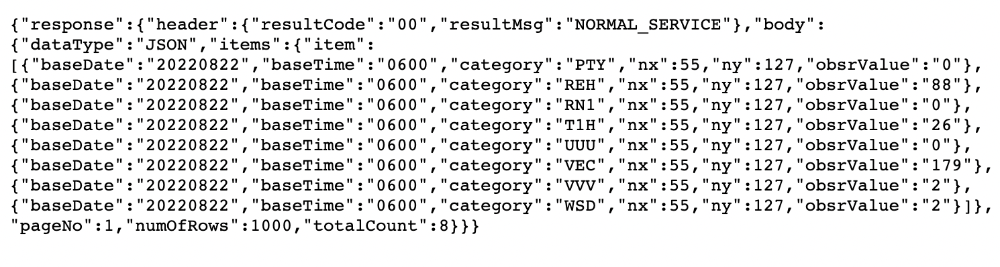 {"response":{"header":{"resultCode":"00","resultMsg":"NORMAL_SERVICE"},"body":
{"dataType":"JSON","items":{"item":
[{"baseDate":"20220822","baseTime":"0600","category":"PTY","nx":55,"ny":127,"obsrValue":"0"},
{"baseDate":"20220822","baseTime":"0600","category":"REH","nx":55,"ny":127,"obsrValue":"88"},
{"baseDate":"20220822","baseTime":"0600","category":"RN1","nx":55,"ny":127,"obsrValue":"0"},
{"baseDate":"20220822","baseTime":"0600","category":"T1H","nx":55,"ny":127,"obsrValue":"26"},
{"baseDate":"20220822","baseTime":"0600","category":"UUU","nx":55,"ny":127,"obsrValue":"0"},
{"baseDate":"20220822","baseTime":"0600","category":"VEC","nx":55,"ny":127,"obsrValue":"179"},
{"baseDate":"20220822","baseTime":"0600","category":"VVV","nx":55,"ny":127,"obsrValue":"2"},
{"baseDate":"20220822","baseTime":"0600","category":"WSD","nx":55,"ny":127,"obsrValue":"2"}]},
"pageNo":1,"numOfRows":1000,"totalCount":8}}}